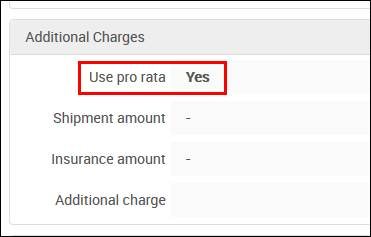 Additional Charges
Use pro rata Yes
Shipment amount -
Insurance amount -
Additional charge